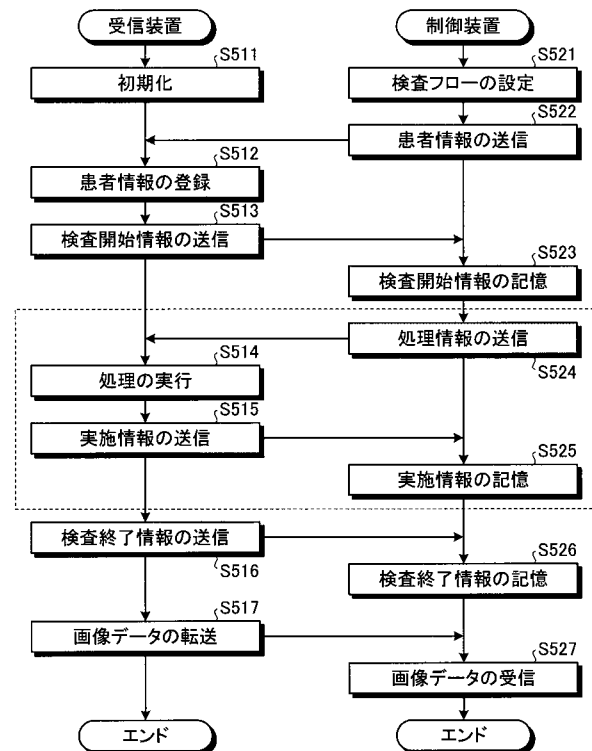 受信装置
制御装置
S511
初期化
S521
検査フローの設定
S522
患者情報の送信
S512
患者情報の登録
S513
検査開始情報の送信
S523
検査開始情報の記憶
処理情報の送信
S524
S514
処理の実行
S515
実施情報の送信
S525
実施情報の記憶
検査終了情報の送信
S516
S526
検査終了情報の記憶
S517
画像データの転送
S527
画像データの受信
エンド
エンド